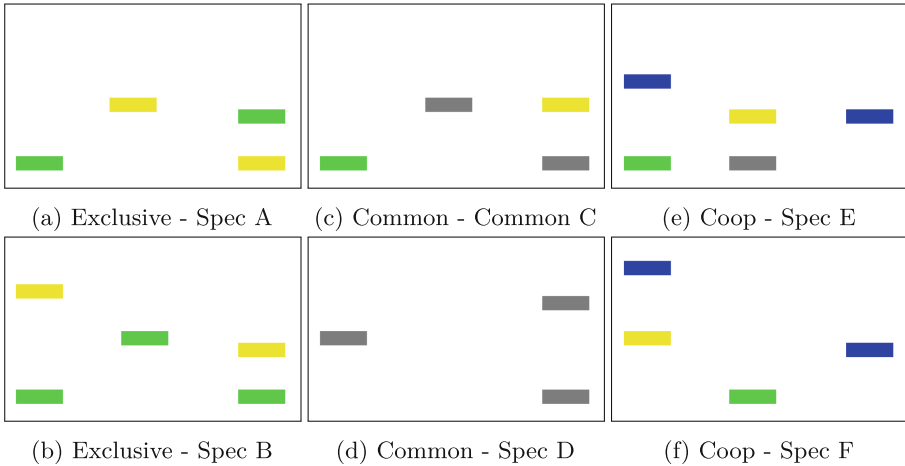 (a) Exclusive - Spec A
(c) Common - Common C
(e) Coop - Spec E
(b) Exclusive - Spec B
(d) Common - Spec D
(f) Coop - Spec F